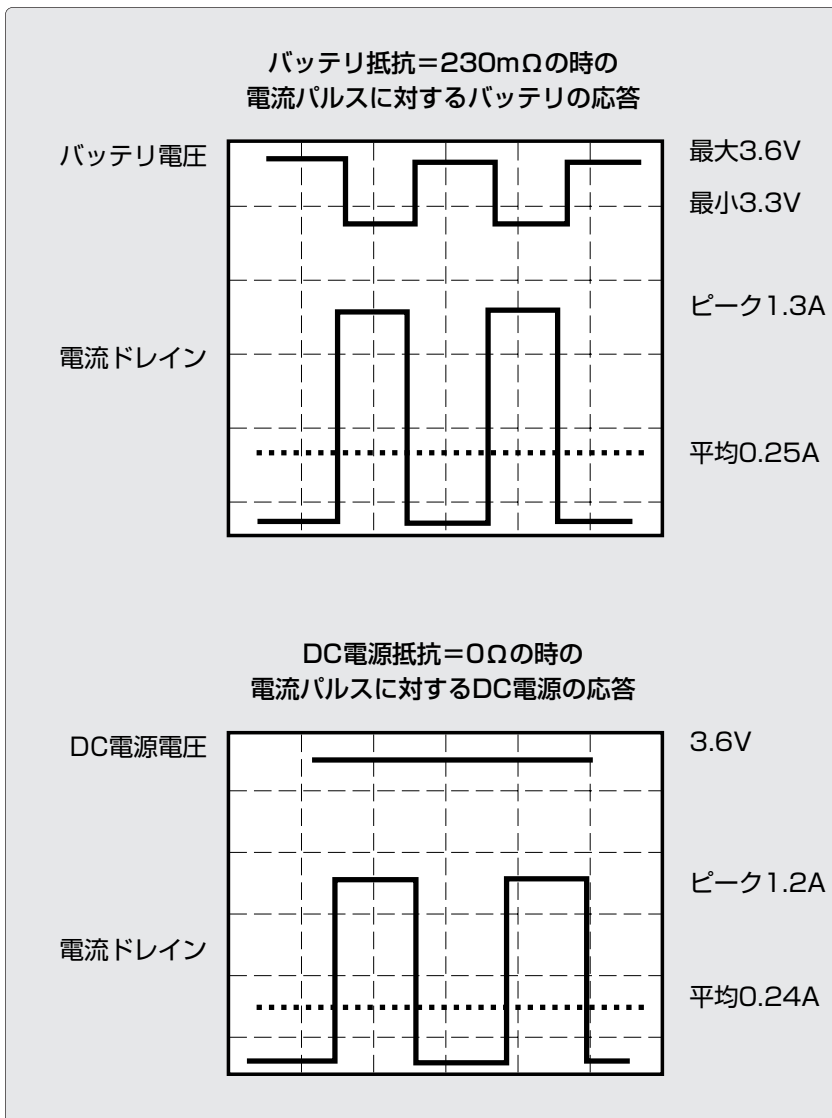 バッテリ抵抗＝230mΩの時の
電流パルスに対するバッテリの応答
バッテリ電圧
最大3.6V
最小3.3V
ピーク1.3A
電流ドレイン
平均0.25A
DC電源抵抗＝0Ωの時の
電流パルスに対するDC電源の応答
DC電源電圧
3.6V
ピーク1.2A
電流ドレイン
平均0.24A